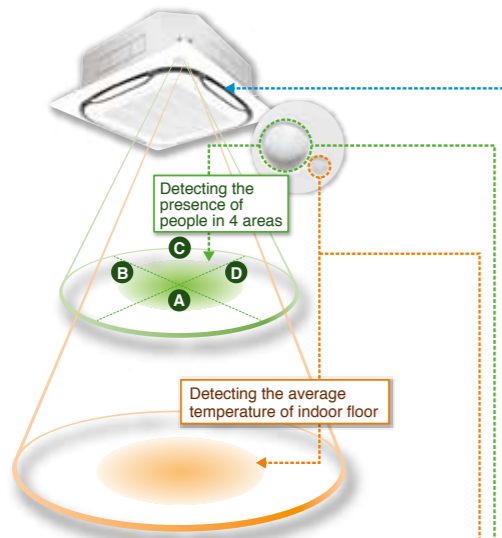 Detecting the
presence of
people in 4 areas
C
B
D
A
Detecting the average
temperature of indoor floor